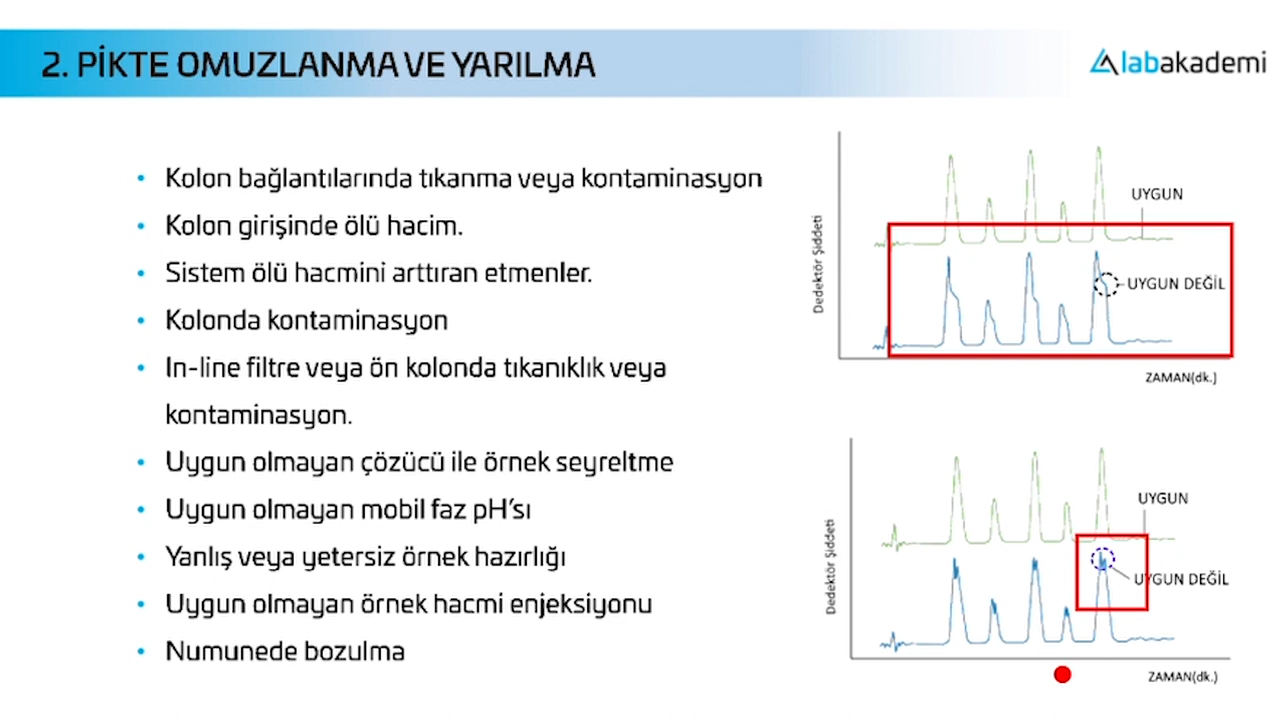 2. PİKTE OMUZLANMA VE YARILMA
labakademi
• Kolon bağlantılarında tıkanma veya kontaminasyon
• Kolon girişinde ölü hacim.
• Sistem ölü hacmini arttıran etmenler.
• Kolonda kontaminasyon
• In-line filtre veya ön kolonda tıkanıklık veya
kontaminasyon.
• Uygun olmayan çözücü ile örnek seyreltme
• Uygun olmayan mobil faz pH'sı
• Yanlış veya yetersiz örnek hazırlığı
• Uygun olmayan örnek hacmi enjeksiyonu
• Numunede bozulma
Dedektör Şiddeti
UYGUN
UYGUN DEĞİL
ZAMAN(dk.)
Dedektör Şiddeti
UYGUN
UYGUN DEĞİL
ZAMAN(dk.)